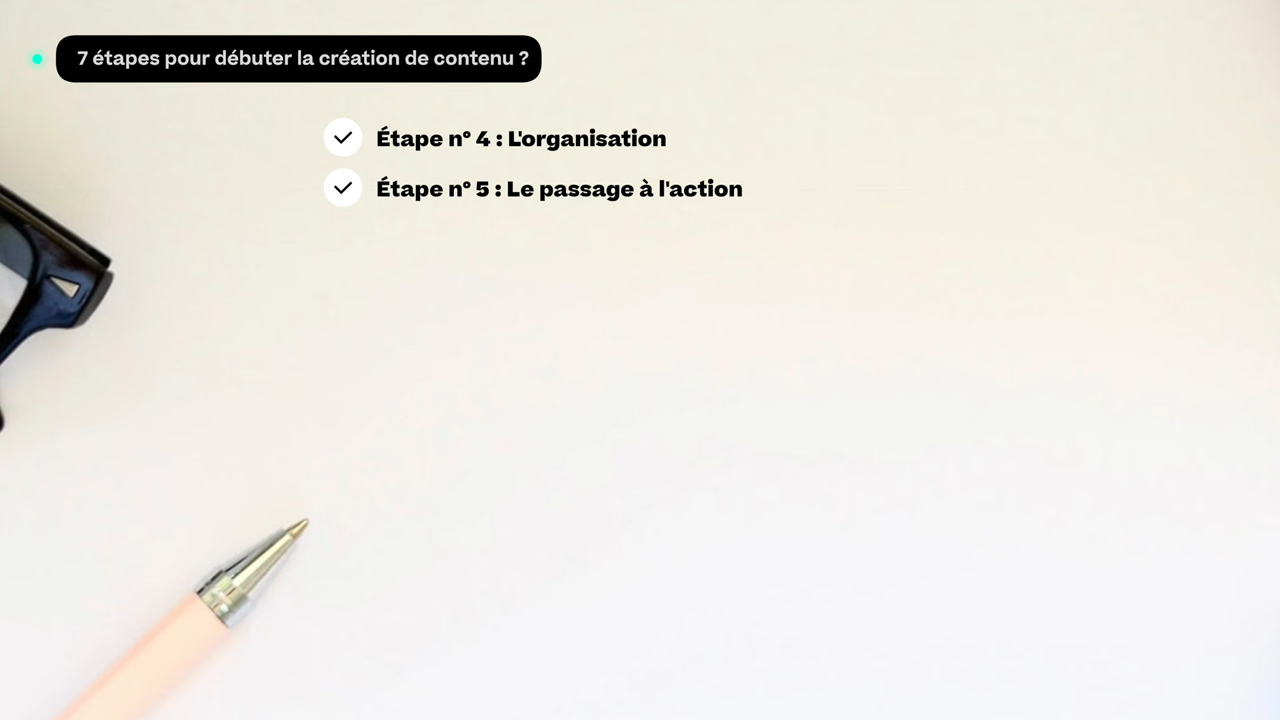 7 étapes pour débuter la création de contenu ?
Étape n° 4 : L'organisation
Étape n° 5 : Le passage à l'action